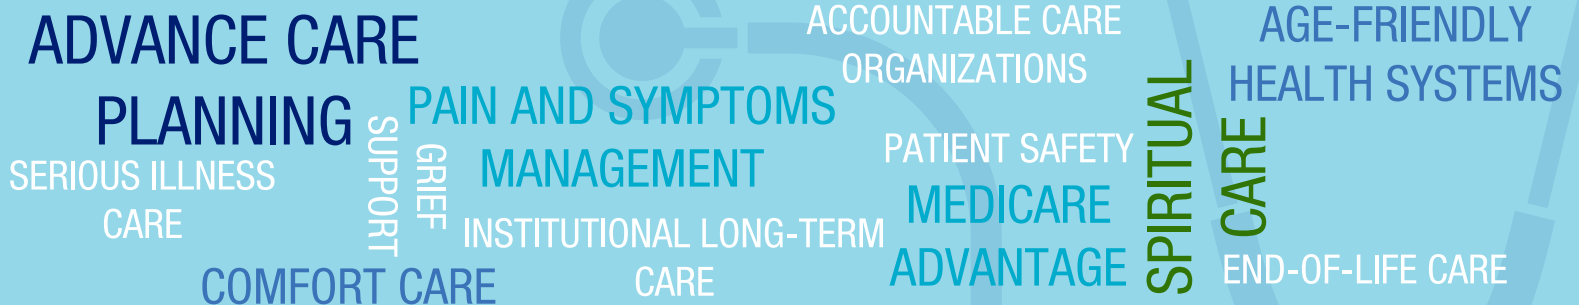 ADVANCE CARE
PLANNING
SERIOUS ILLNESS
CARE
SUPPORT
GRIEF
COMFORT CARE
PAIN AND SYMPTOMS
MANAGEMENT
INSTITUTIONAL LONG-TERM
CARE
ACCOUNTABLE CARE
ORGANIZATIONS
PATIENT SAFETY
MEDICARE
ADVANTAGE
SPIRITUAL
CARE
AGE-FRIENDLY
HEALTH SYSTEMS
END-OF-LIFE CARE